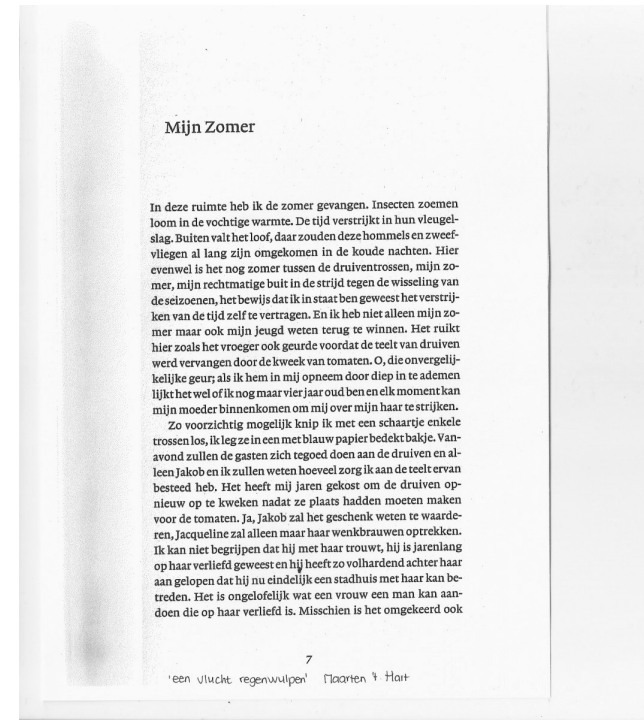 Mijn Zomer
In deze ruimte heb ik de zomer gevangen. Insecten zoemen
loom in de vochtige warmte. De tijd verstrijkt in hun vleugel-
slag. Buiten valt het loof, daar zouden deze hommels en zweef-
vliegen al lang zijn omgekomen in de koude nachten. Hier
evenwel is het nog zomer tussen de druiventrossen, mijn zo-
mer, mijn rechtmatige buit in de strijd tegen de wisseling van
de seizoenen, het bewijs dat ik in staat ben geweest het verstrij-
ken van de tijd zelf te vertragen. En ik heb niet alleen mijn zo-
mer maar ook mijn jeugd weten terug te winnen. Het ruikt
hier zoals het vroeger ook geurde voordat de teelt van druiven
werd vervangen door de kweek van tomaten. O, die onvergelij-
kelijke geur; als ik hem in mij opneem door diep in te ademen
lijkt het wel of ik nog maar vier jaar oud ben en elk moment kan
mijn moeder binnenkomen om mij over mijn haar te strijken.
Zo voorzichtig mogelijk knip ik met een schaartje enkele
trossen los, ik leg ze in een met blauw papier bedekt bakje. Van-
avond zullen de gasten zich tegoed doen aan de druiven en al-
leen Jakob en ik zullen weten hoeveel zorg ik aan de teelt ervan
besteed heb. Het heeft mij jaren gekost om de druiven op-
nieuw op te kweken nadat ze plaats hadden moeten maken
voor de tomaten. Ja, Jakob zal het geschenk weten te waarde-
ren, Jacqueline zal alleen maar haar wenkbrauwen optrekken.
Ik kan niet begrijpen dat hij met haar trouwt, hij is jarenlang
op haar verliefd geweest en hij heeft zo volhardend achter haar
aan gelopen dat hij nu eindelijk een stadhuis met haar kan be-
treden. Het is ongelofelijk wat een vrouw een man kan aan-
doen die op haar verliefd is. Misschien is het omgekeerd ook
7
'een vlucht regenwulpen' Maarten 't Hart